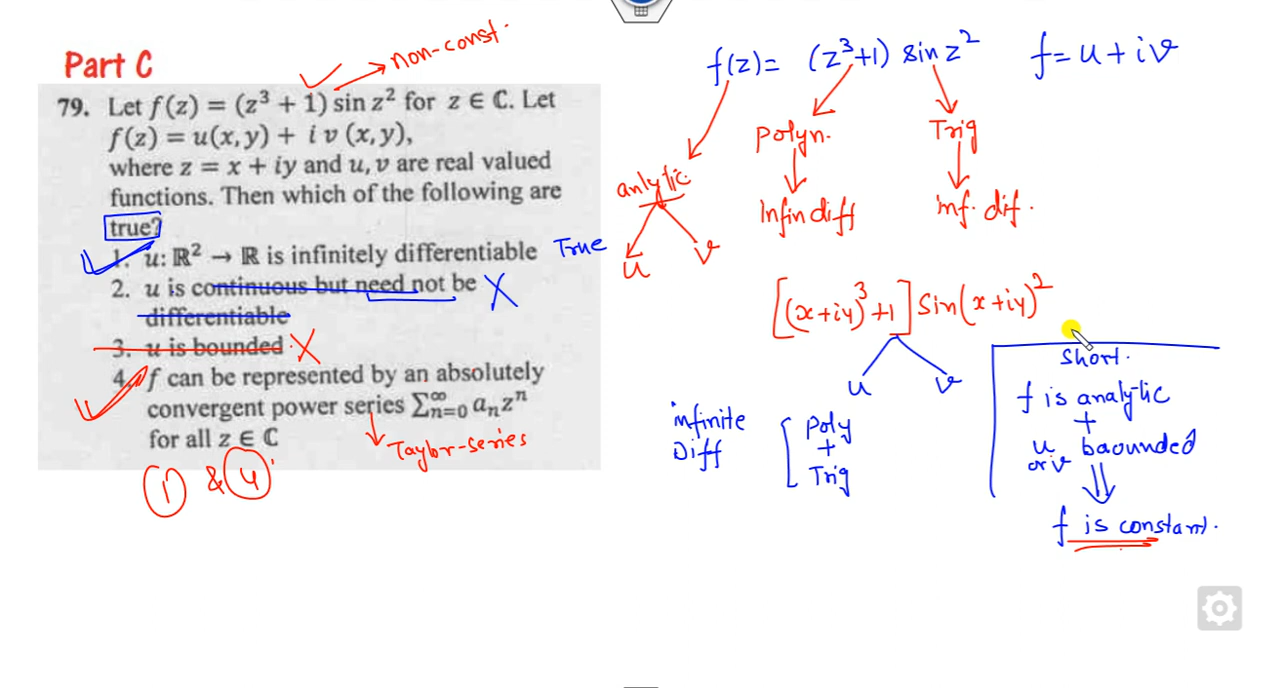 Part C
non-const.
79. Let f(z) = (z³ + 1) sin z² for z ∈ ℂ. Let
f(z) = u(x, y) + i v (x, y),
where z = x + iy and u, v are real valued
functions. Then which of the following are
true?
1. u: ℝ² → ℝ is infinitely differentiable True
2. u is continuous but need not be
differentiable
3. u is bounded
4. f can be represented by an absolutely
convergent power series ∑ₙ₌₀^∞ aₙzⁿ
for all z ∈ ℂ
Taylor-series
① & ④
f(z) = (z³+1) sin z² f = u + iv
Polyn. Trig
anlytic
Infin diff inf. dif.
u v
[(x+iy)³+1] Sin(x+iy)²
u v
infinite
Diff
Poly
+
Trig
Short.
f is analytic
+
u or v baounded
⇓
f is constant.